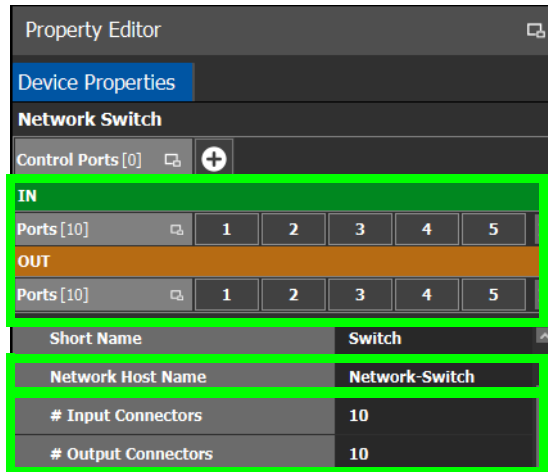 Property Editor
Device Properties
Network Switch
Control Ports [0]
IN
Ports [10] 1 2 3 4 5
OUT
Ports [10] 1 2 3 4 5
Short Name Switch
Network Host Name Network-Switch
# Input Connectors 10
# Output Connectors 10